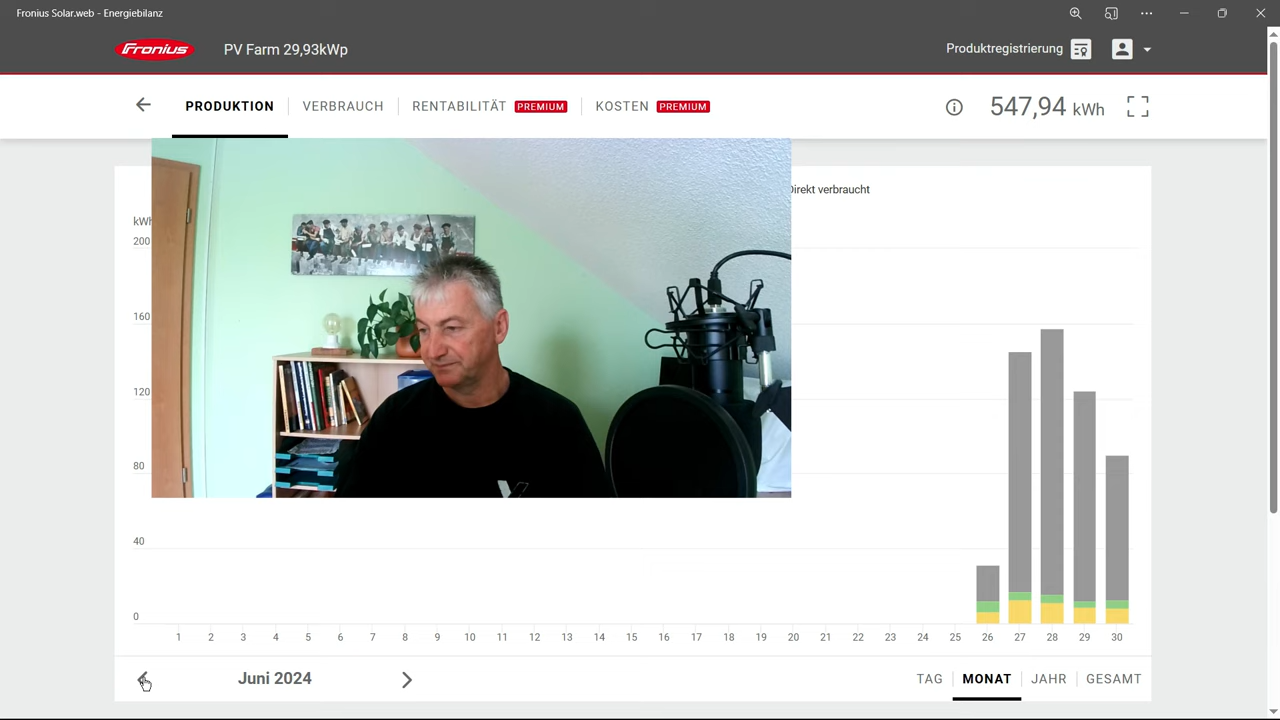 Fronius Solar.web - Energiebilanz
Fronius PV Farm 29,93kWp Produktregistrierung
PRODUKTION VERBRAUCH RENTABILITÄT PREMIUM KOSTEN PREMIUM 547,94 kWh
Direkt verbraucht
kWh
200
160
120
80
40
0
1 2 3 4 5 6 7 8 9 10 11 12 13 14 15 16 17 18 19 20 21 22 23 24 25 26 27 28 29 30
Juni 2024 TAG MONAT JAHR GESAMT